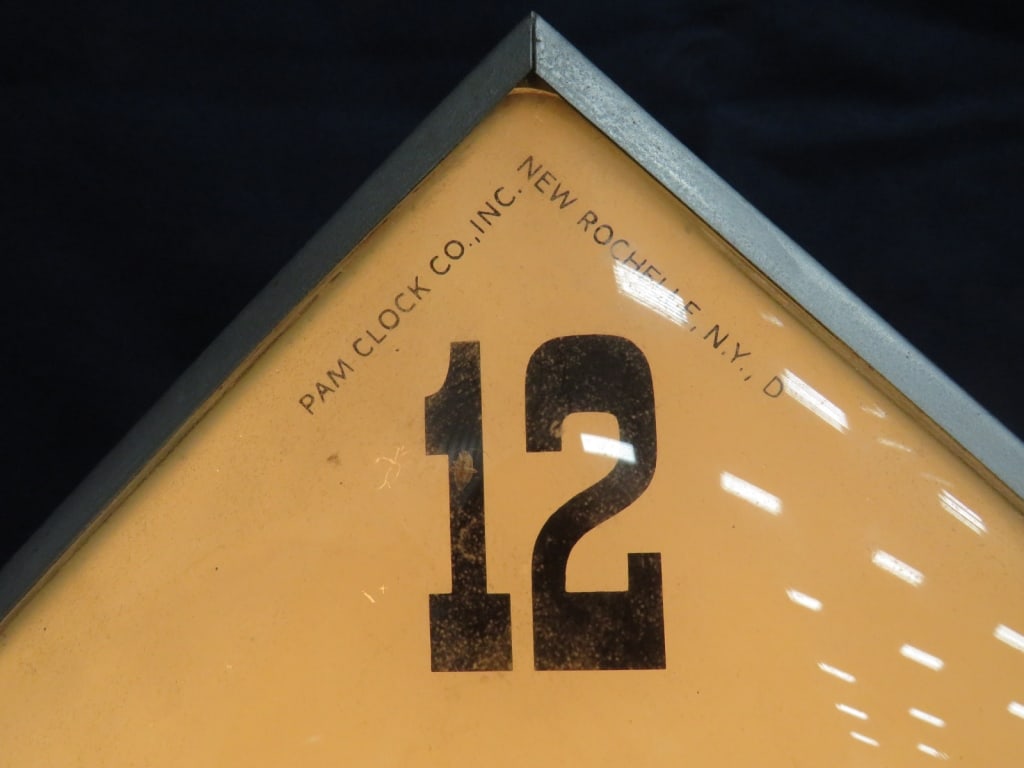 PAM CLOCK CO., INC.
NEW ROCHELLE, N.Y., D
12